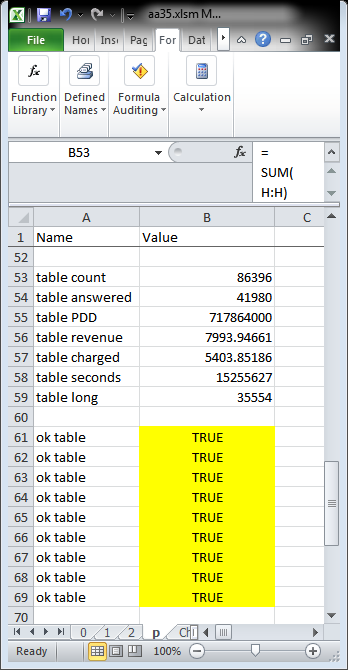 aa35.xlsm M...
File Ho Ins Pag For Dat
Function Library Defined Names Formula Auditing Calculation
B53 fx =
SUM(
H:H)
A B C
1 Name Value
52
53 table count 86396
54 table answered 41980
55 table PDD 717864000
56 table revenue 7993.94661
57 table charged 5403.85186
58 table seconds 15255627
59 table long 35554
60
61 ok table TRUE
62 ok table TRUE
63 ok table TRUE
64 ok table TRUE
65 ok table TRUE
66 ok table TRUE
67 ok table TRUE
68 ok table TRUE
69 ok table TRUE
70
0 1 2 p Ch
Ready 100%